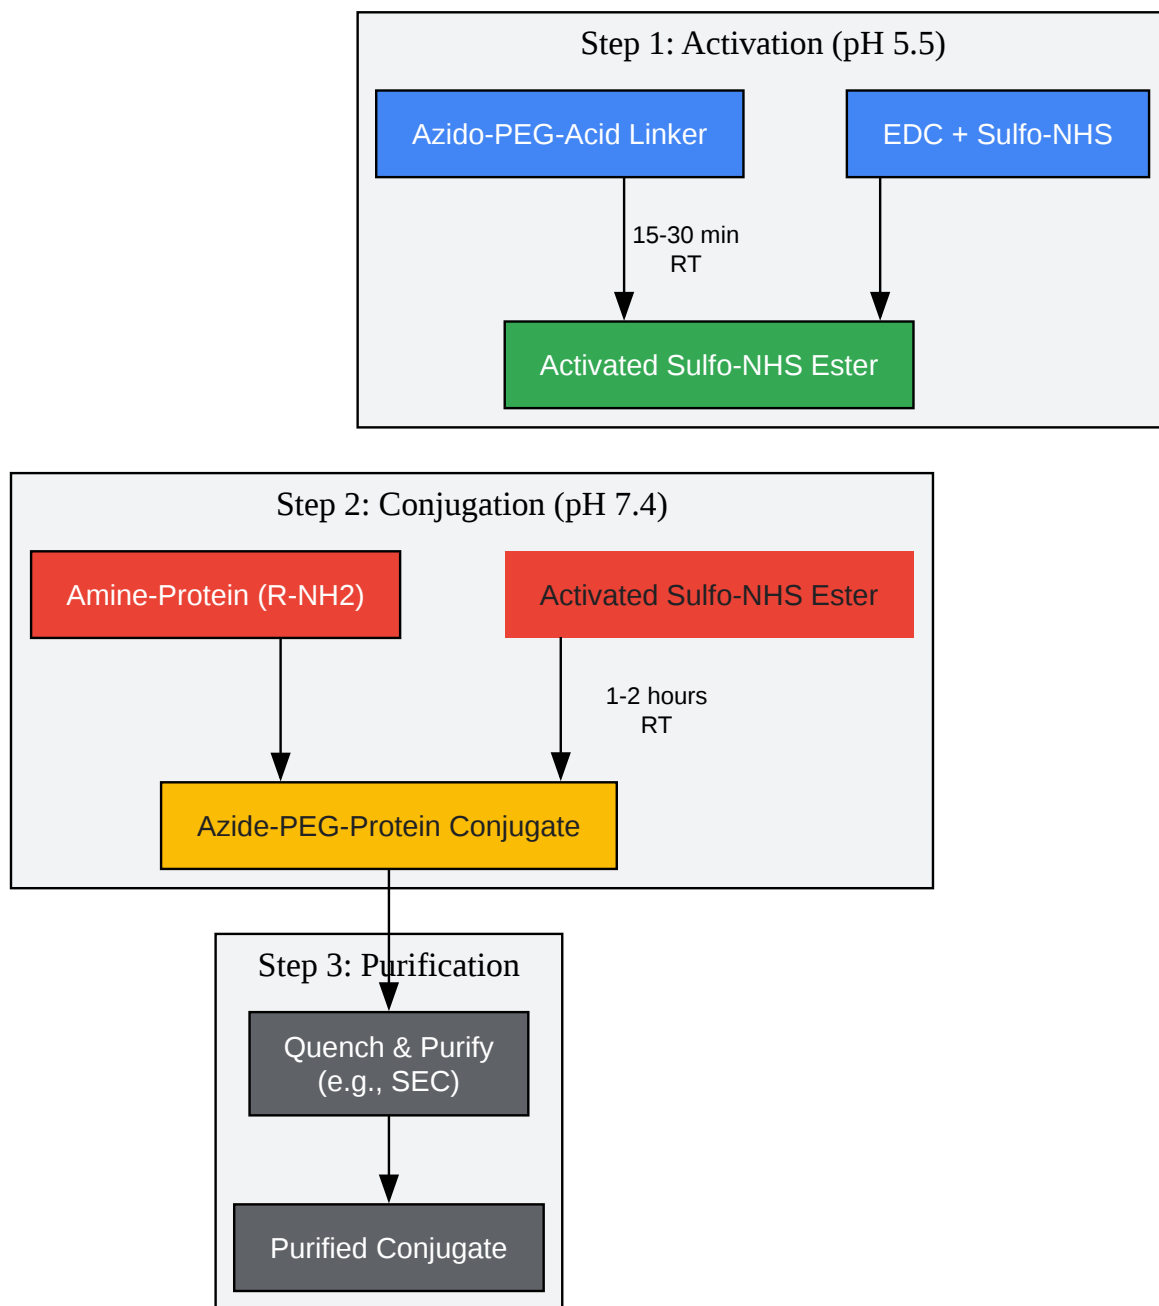 Step 1: Activation (pH 5.5)
Azido-PEG-Acid Linker
EDC + Sulfo-NHS
15-30 min
RT
Activated Sulfo-NHS Ester
Step 2: Conjugation (pH 7.4)
Amine-Protein (R-NH2)
Activated Sulfo-NHS Ester
1-2 hours
RT
Azide-PEG-Protein Conjugate
Step 3: Purification
Quench & Purify
(e.g., SEC)
Purified Conjugate